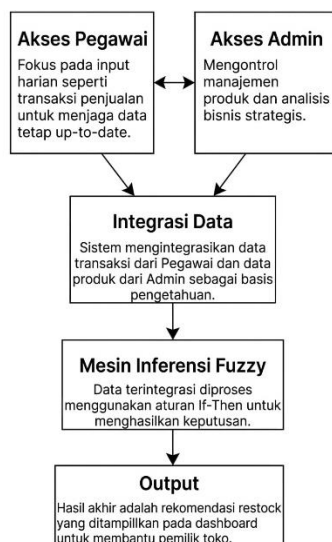 Akses Pegawai
Fokus pada input
harian seperti
transaksi penjualan
untuk menjaga data
tetap up-to-date.
Akses Admin
Mengontrol
manajemen
produk dan analisis
bisnis strategis.
Integrasi Data
Sistem mengintegrasikan data
transaksi dari Pegawai dan data
produk dari Admin sebagai basis
pengetahuan.
Mesin Inferensi Fuzzy
Data terintegrasi diproses
menggunakan aturan If-Then untuk
menghasilkan keputusan.
Output
Hasil akhir adalah rekomendasi restock
yang ditampillkan pada dashboard
untuk membantu pemilik toko.